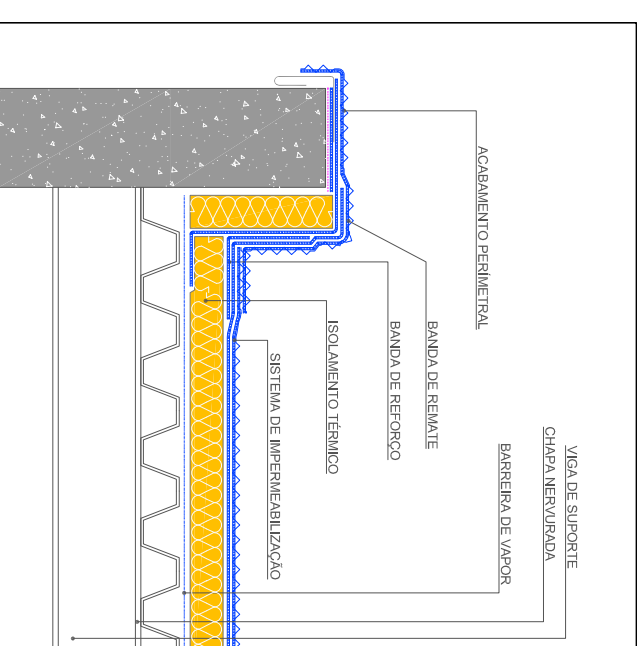 ACABAMENTO PERÍMETRAL
BANDA DE REMATE
BANDA DE REFORÇO
ISOLAMENTO TÉRMICO
SISTEMA DE IMPERMEABILIZAÇÃO
VIGA DE SUPORTE
CHAPA NERVURADA
BARREIRA DE VAPOR